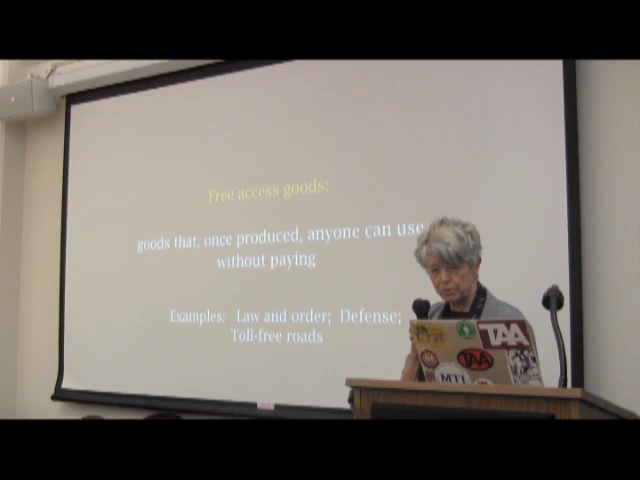 Free access goods:
goods that, once produced, anyone can use
without paying
Examples: Law and order; Defense;
Toll-free roads
TAA
TAA
MTI